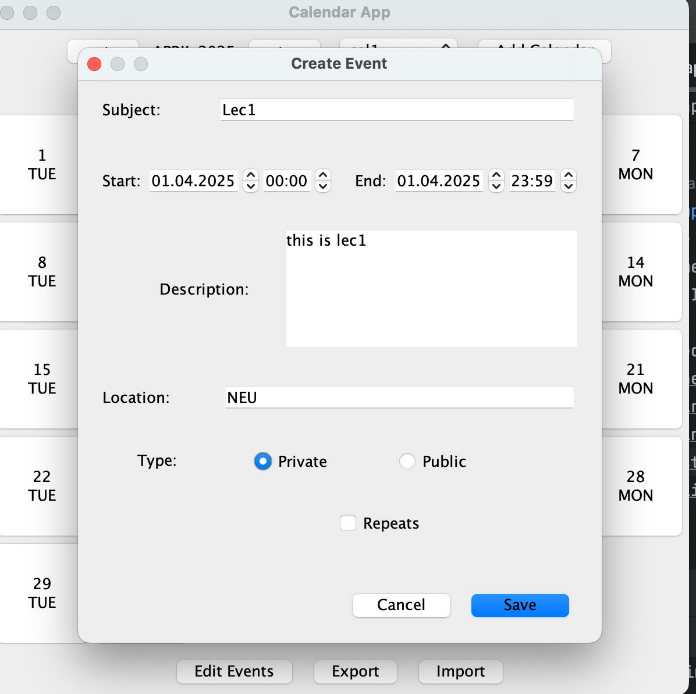 Calendar App
APRIL 2025 cal1 Add Calendar
Create Event
Subject: Lec1
Start: 01.04.2025 00:00 End: 01.04.2025 23:59
Description: this is lec1
Location: NEU
Type: Private Public
Repeats
Cancel Save
1
TUE
7
MON
8
TUE
14
MON
15
TUE
21
MON
22
TUE
28
MON
29
TUE
Edit Events Export Import